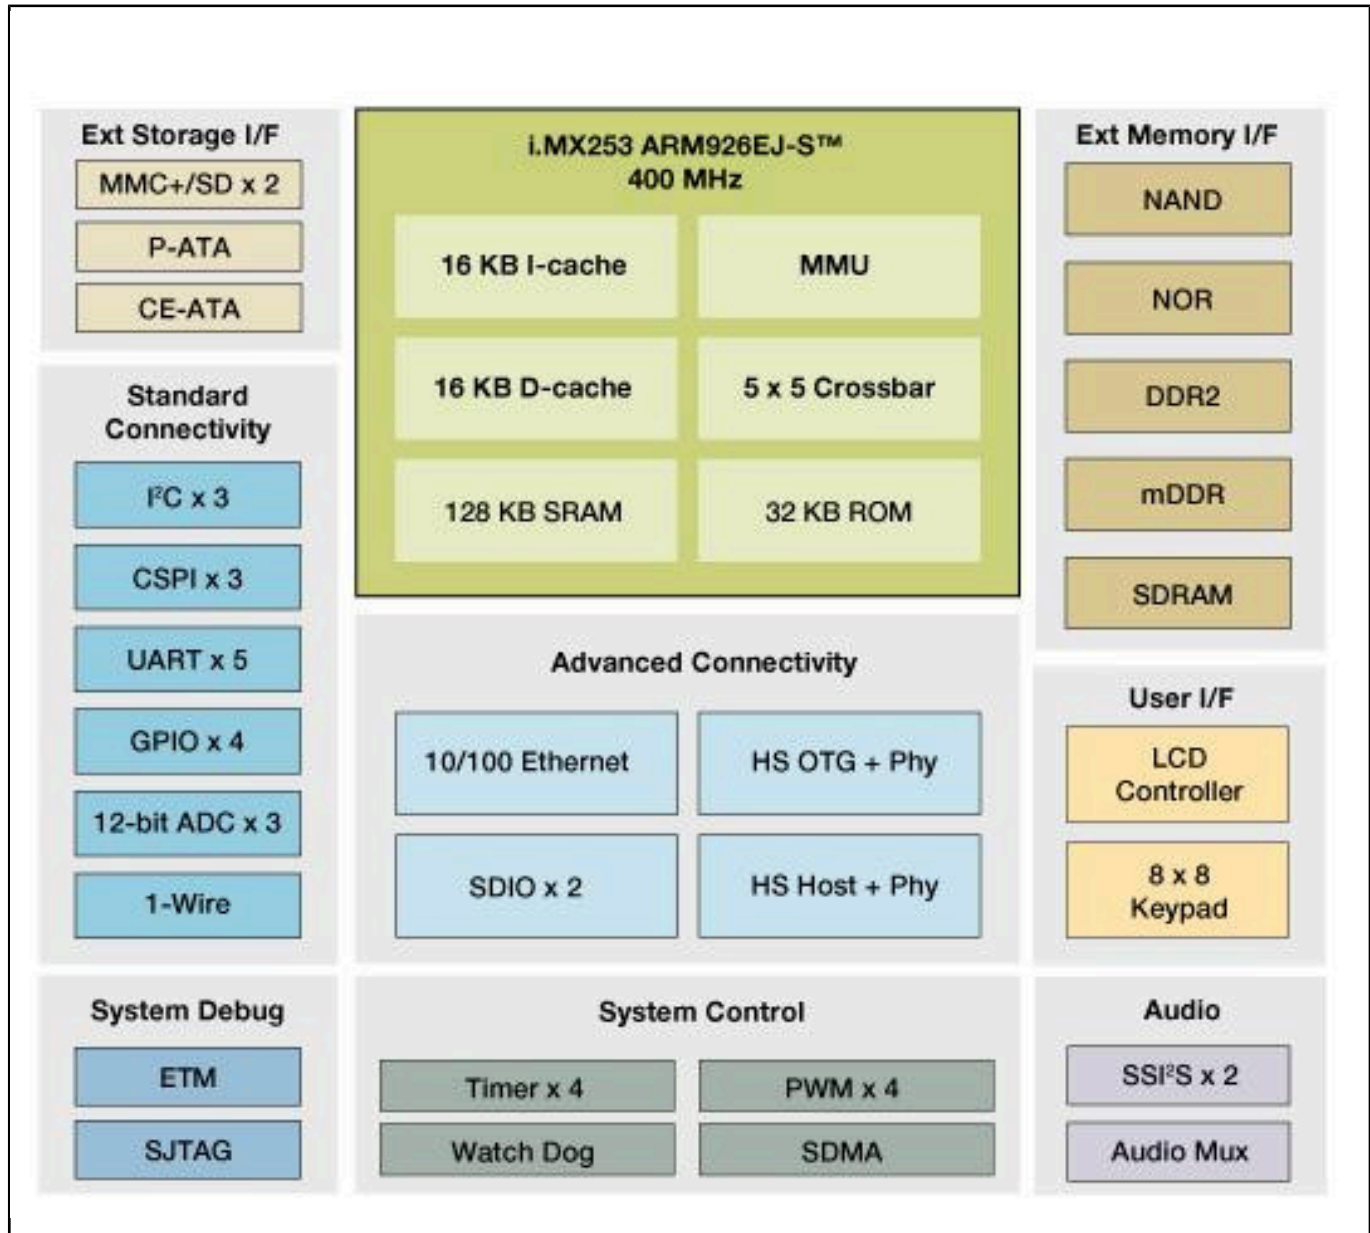 Ext Storage I/F
MMC+/SD x 2
P-ATA
CE-ATA
Standard
Connectivity
I²C x 3
CSPI x 3
UART x 5
GPIO x 4
12-bit ADC x 3
1-Wire
System Debug
ETM
SJTAG
i.MX253 ARM926EJ-S™
400 MHz
16 KB I-cache
MMU
16 KB D-cache
5 x 5 Crossbar
128 KB SRAM
32 KB ROM
Advanced Connectivity
10/100 Ethernet
HS OTG + Phy
SDIO x 2
HS Host + Phy
System Control
Timer x 4
PWM x 4
Watch Dog
SDMA
Ext Memory I/F
NAND
NOR
DDR2
mDDR
SDRAM
User I/F
LCD
Controller
8 x 8
Keypad
Audio
SSI²S x 2
Audio Mux